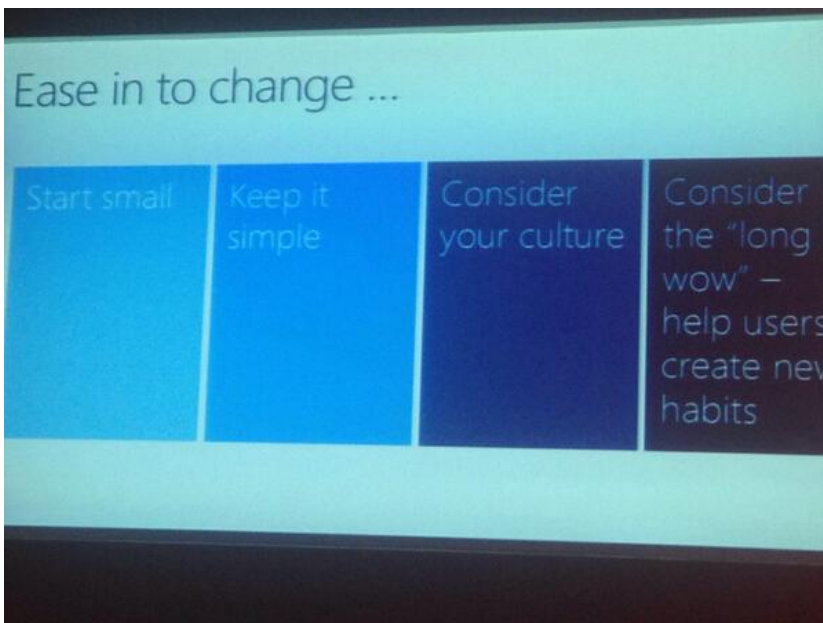 Ease in to change ...
Start small
Keep it
simple
Consider
your culture
Consider
the "long
wow" –
help users
create new
habits